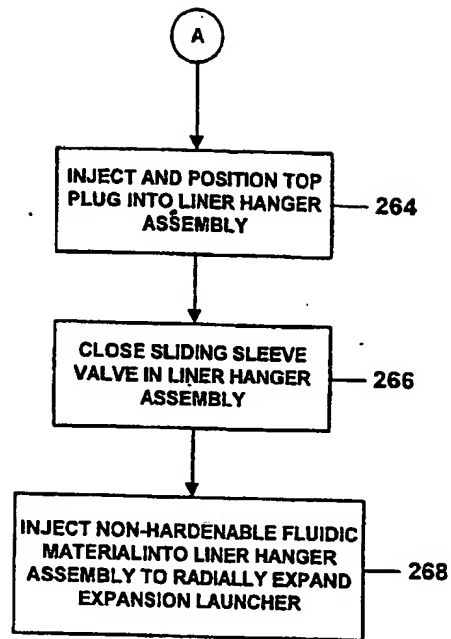 A
INJECT AND POSITION TOP
PLUG INTO LINER HANGER
ASSEMBLY
264
CLOSE SLIDING SLEEVE
VALVE IN LINER HANGER
ASSEMBLY
266
INJECT NON-HARDENABLE FLUIDIC
MATERIALINTO LINER HANGER
ASSEMBLY TO RADIALLY EXPAND
EXPANSION LAUNCHER
268